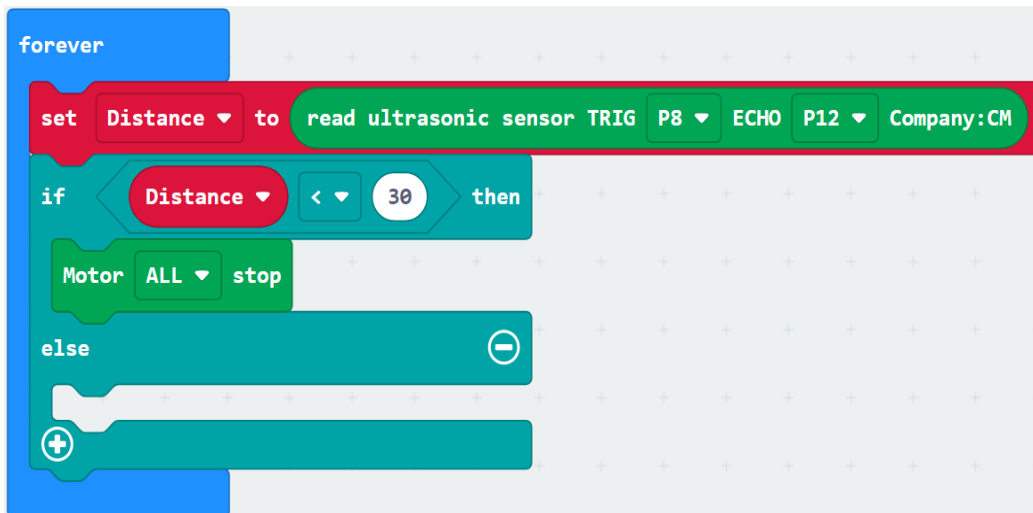 forever
set Distance to read ultrasonic sensor TRIG P8 ECHO P12 Company:CM
if Distance < 30 then
Motor ALL stop
else